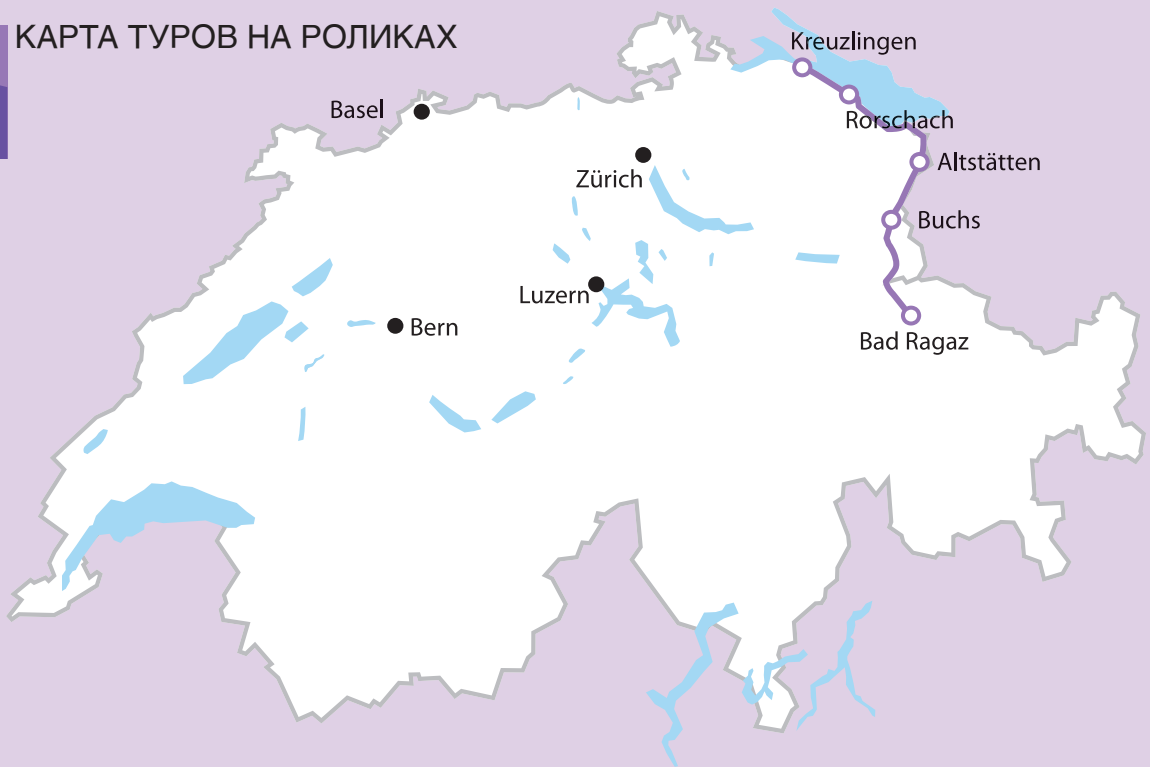 КАРТА ТУРОВ НА РОЛИКАХ
Kreuzlingen
Basel
Rorschach
Altstätten
Zürich
Buchs
Luzern
Bern
Bad Ragaz